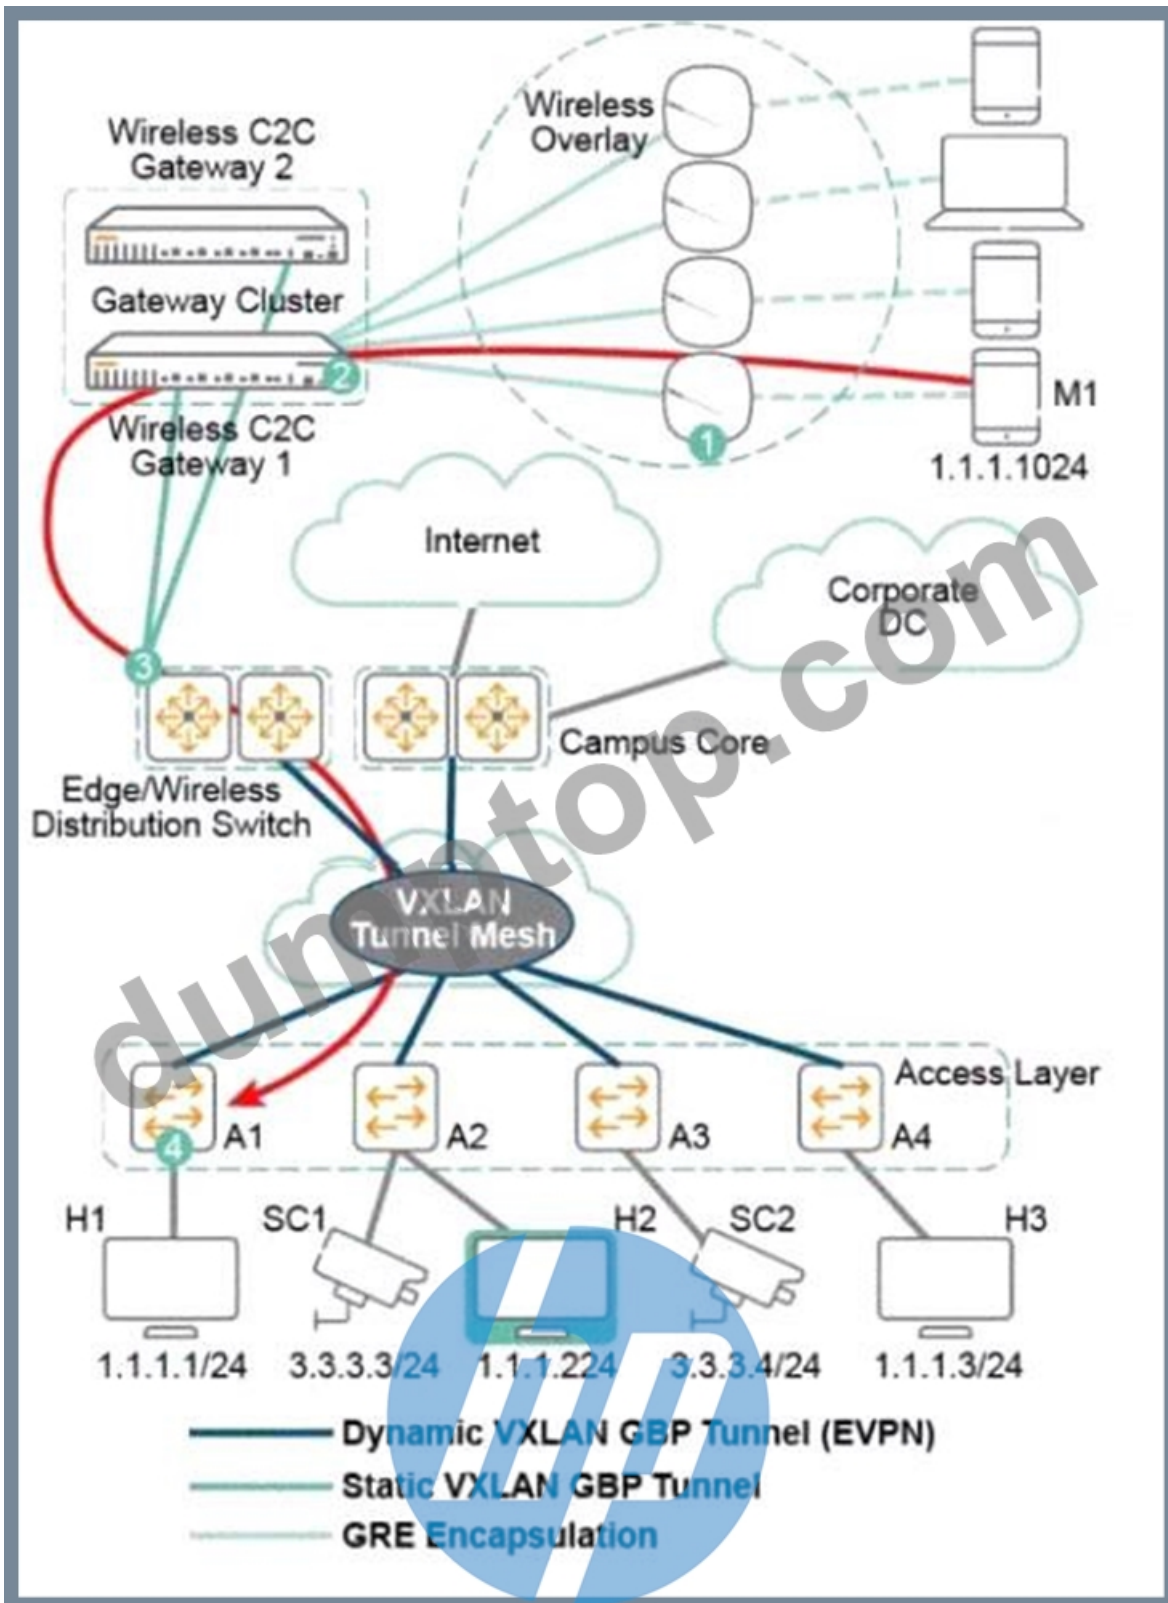 Wireless C2C
Gateway 2
Wireless
Overlay
Gateway Cluster
2
Wireless C2C
Gateway 1
1
M1
1.1.1.1024
Internet
Corporate
DC
3
Campus Core
Edge/Wireless
Distribution Switch
VXLAN
Tunnel Mesh
dumptop.com
Access Layer
A1
A2
A3
A4
4
H1
SC1
H2
SC2
H3
1.1.1.1/24
3.3.3.3/24
1.1.1.224
3.3.3.4/24
1.1.1.3/24
hp
Dynamic VXLAN GBP Tunnel (EVPN)
Static VXLAN GBP Tunnel
GRE Encapsulation